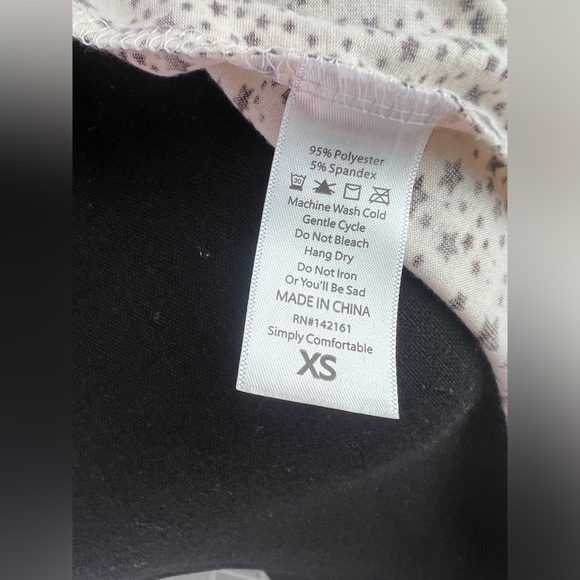 95% Polyester
5% Spandex
30
Machine Wash Cold
Gentle Cycle
Do Not Bleach
Hang Dry
Do Not Iron
Or You'll Be Sad
MADE IN CHINA
RN#142161
Simply Comfortable
XS